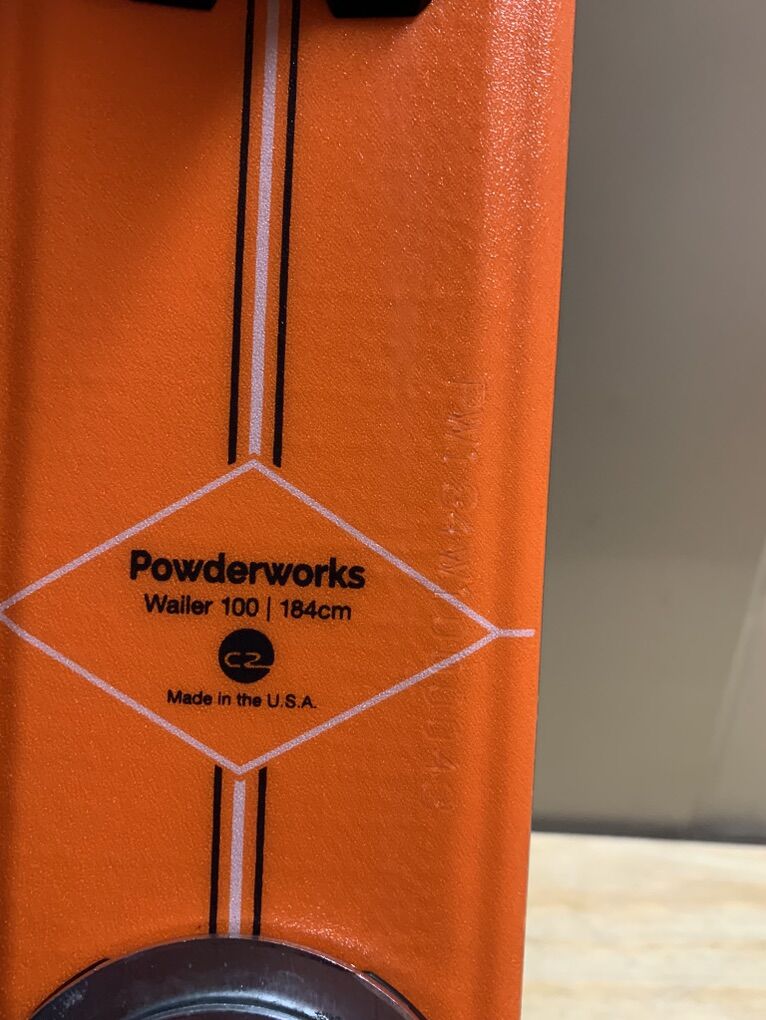 Powderworks
Wailer 100 | 184cm
C2
Made in the U.S.A.